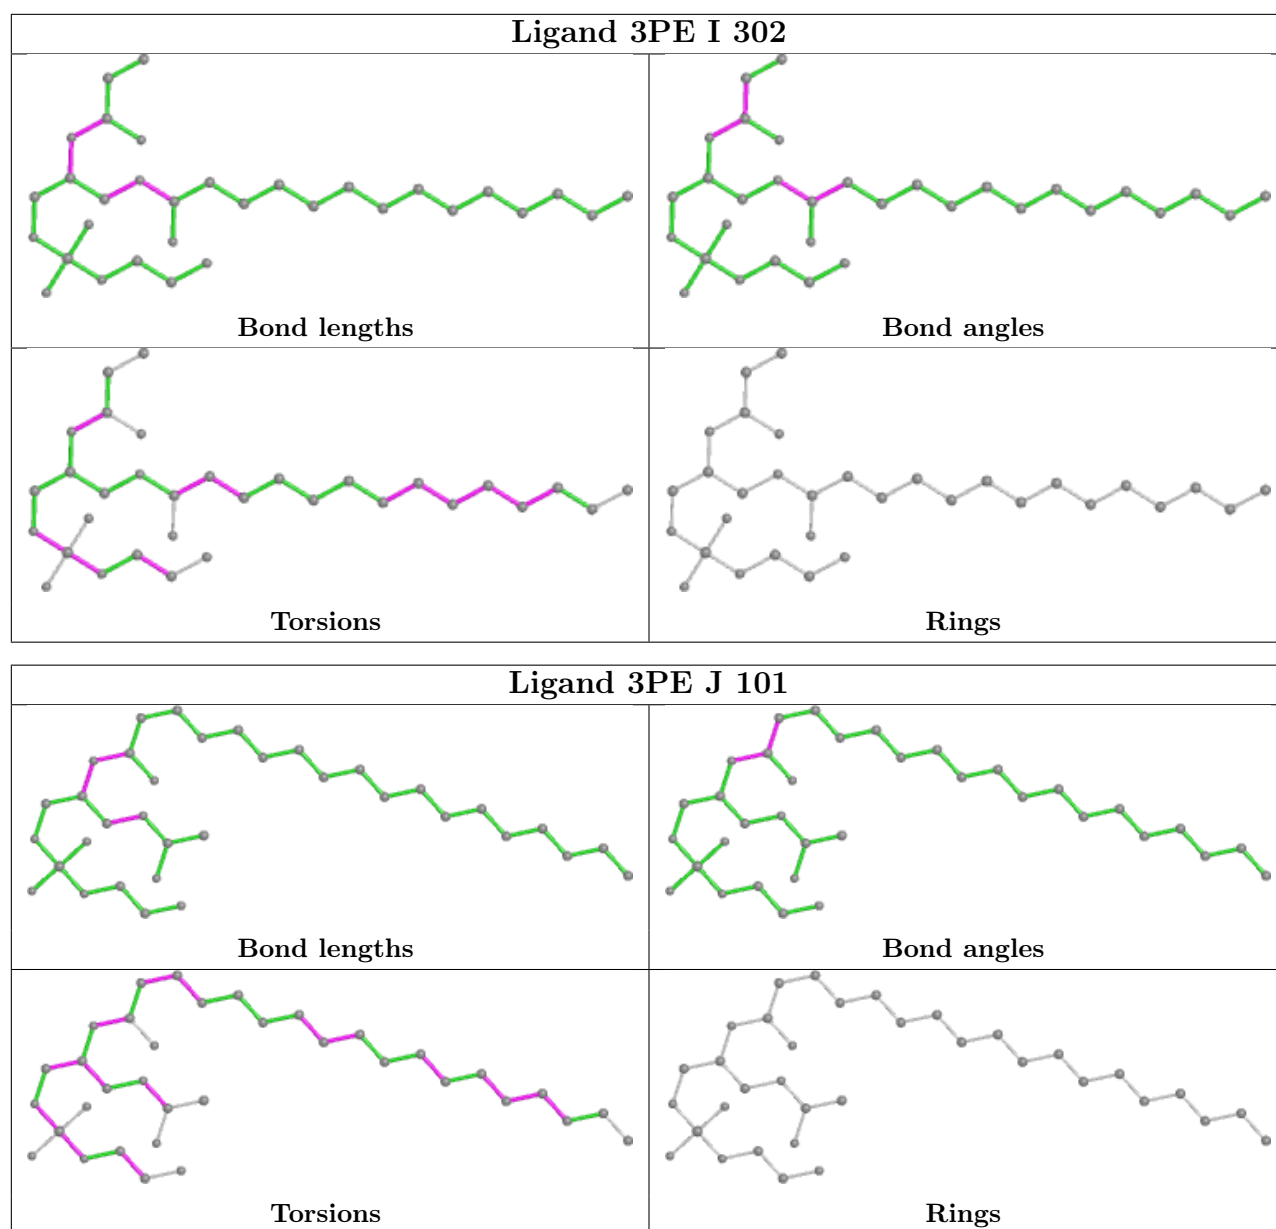 Ligand 3PE I 302
Bond lengths
Bond angles
Torsions
Rings
Ligand 3PE J 101
Bond lengths
Bond angles
Torsions
Rings